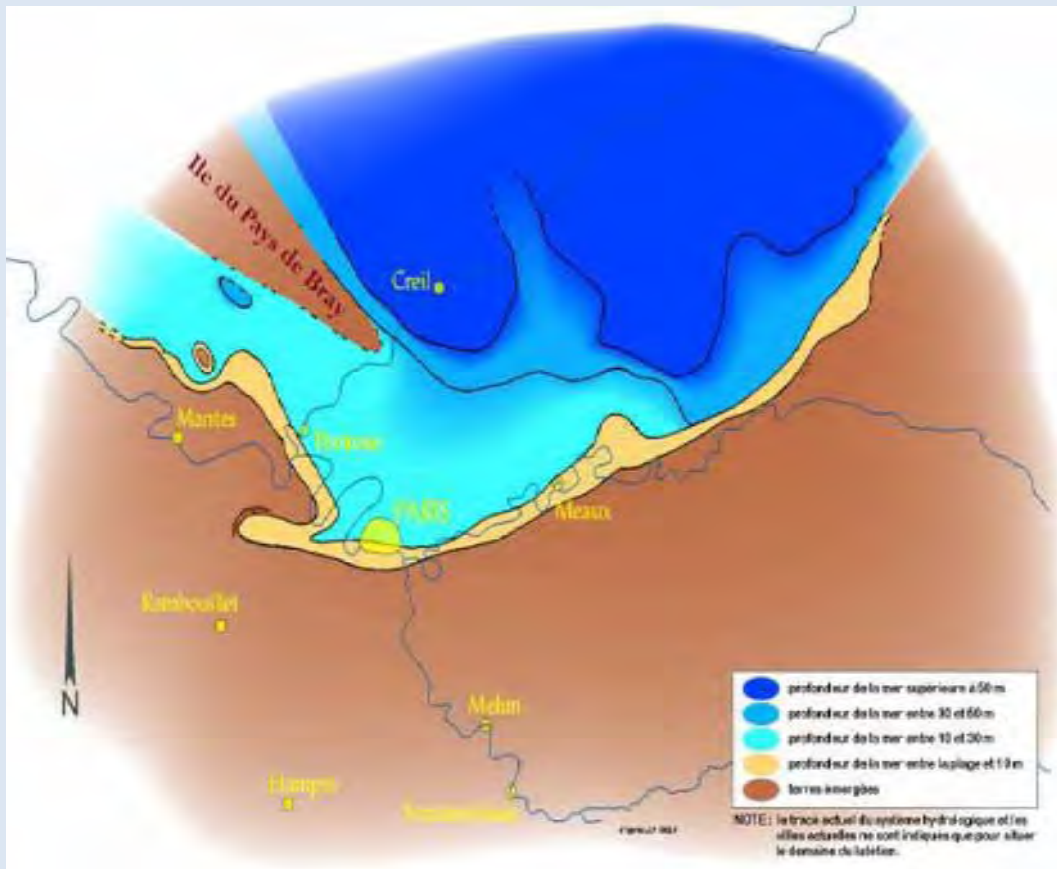 Ile du Pays de Bray
Creil
Mantes
Pontoise
PARIS
Meaux
Rambouillet
Melun
Etampes
N
profondeur de la mer supérieure à 50 m
profondeur de la mer entre 30 et 50 m
profondeur de la mer entre 10 et 30 m
profondeur de la mer entre la plage et 10 m
terres émergées
NOTE : le tracé actuel du système hydrologique et les
villes actuelles ne sont indiqués que pour situer
le domaine du lutétien.